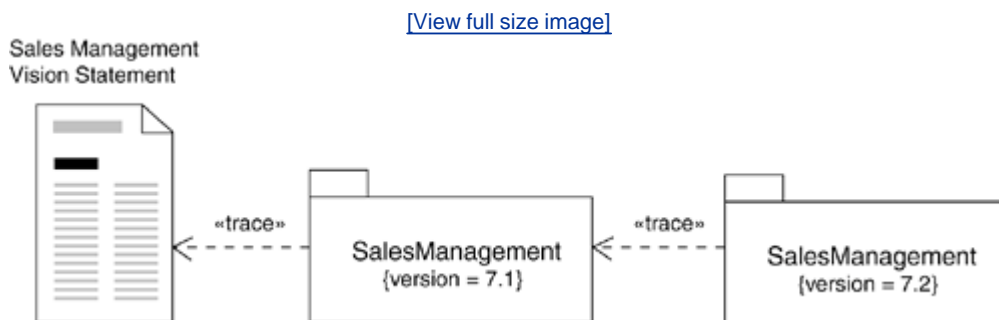 [View full size image]
Sales Management
Vision Statement
«trace»
SalesManagement
{version = 7.1}
«trace»
SalesManagement
{version = 7.2}